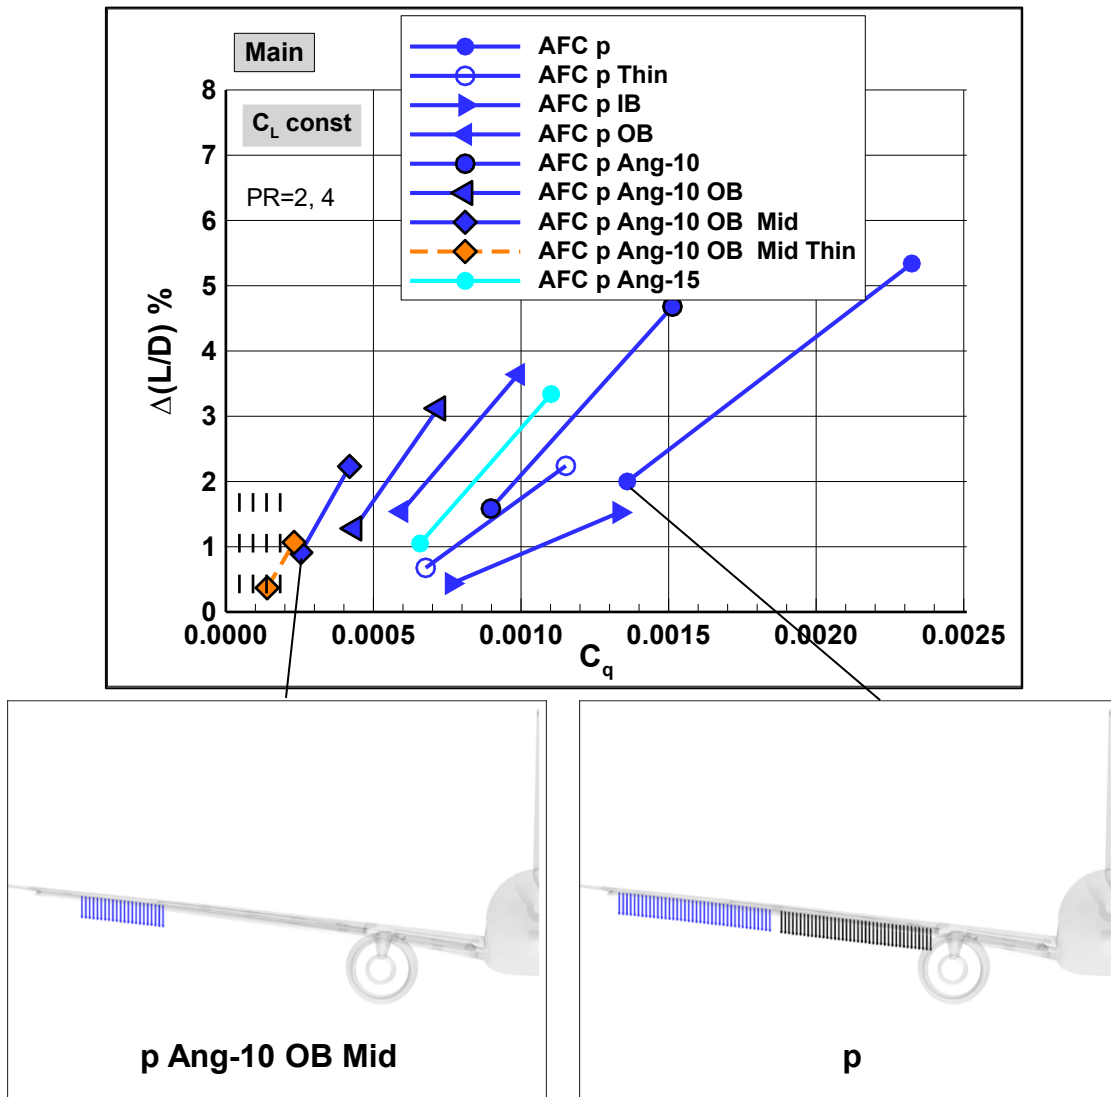 Main
AFC p
AFC p Thin
AFC p IB
AFC p OB
AFC p Ang-10
AFC p Ang-10 OB
AFC p Ang-10 OB Mid
AFC p Ang-10 OB Mid Thin
AFC p Ang-15
C_L const
PR=2, 4
Δ(L/D) %
8
7
6
5
4
3
2
1
0
0.0000 0.0005 0.0010 0.0015 0.0020 0.0025
C_q
p Ang-10 OB Mid
p